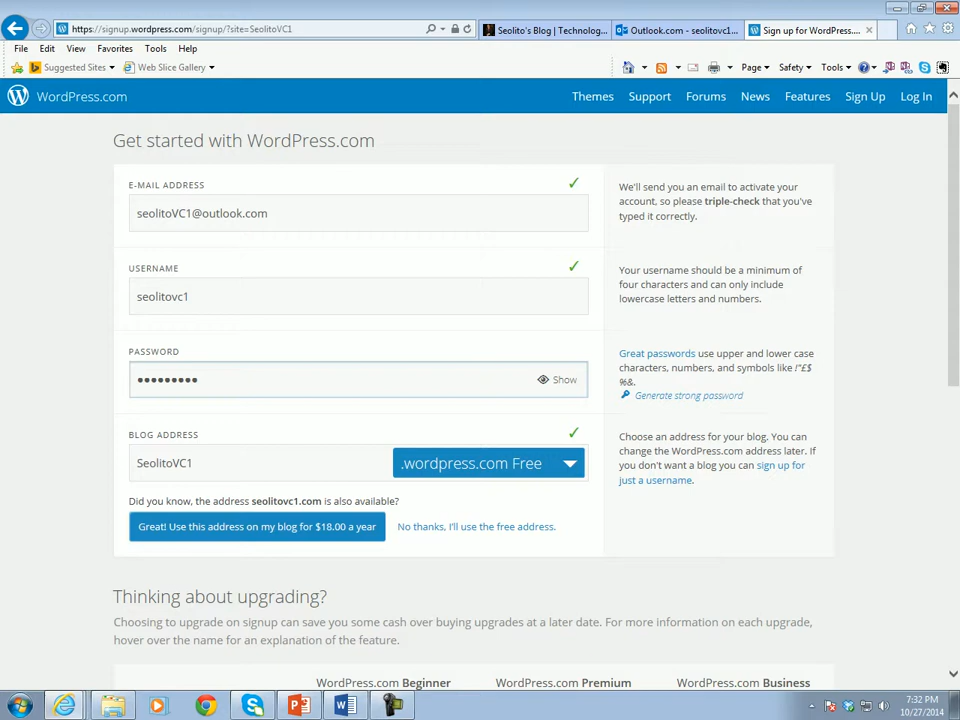 https://signup.wordpress.com/signup/?site=SeolitoVC1
Seolito's Blog | Technolog...
Outlook.com - seolitovc1...
Sign up for WordPress....
File Edit View Favorites Tools Help
Suggested Sites Web Slice Gallery
Page Safety Tools
WordPress.com
Themes Support Forums News Features Sign Up Log In
Get started with WordPress.com
E-MAIL ADDRESS
seolitoVC1@outlook.com
We'll send you an email to activate your
account, so please triple-check that you've
typed it correctly.
USERNAME
seolitovc1
Your username should be a minimum of
four characters and can only include
lowercase letters and numbers.
PASSWORD
•••••••••
Show
Great passwords use upper and lower case
characters, numbers, and symbols like !"£$
%&.
Generate strong password
BLOG ADDRESS
SeolitoVC1
.wordpress.com Free
Choose an address for your blog. You can
change the WordPress.com address later. If
you don't want a blog you can sign up for
just a username.
Did you know, the address seolitovc1.com is also available?
Great! Use this address on my blog for $18.00 a year
No thanks, I'll use the free address.
Thinking about upgrading?
Choosing to upgrade on signup can save you some cash over buying upgrades at a later date. For more information on each upgrade,
hover over the name for an explanation of the feature.
WordPress.com Beginner WordPress.com Premium WordPress.com Business
7:32 PM
10/27/2014